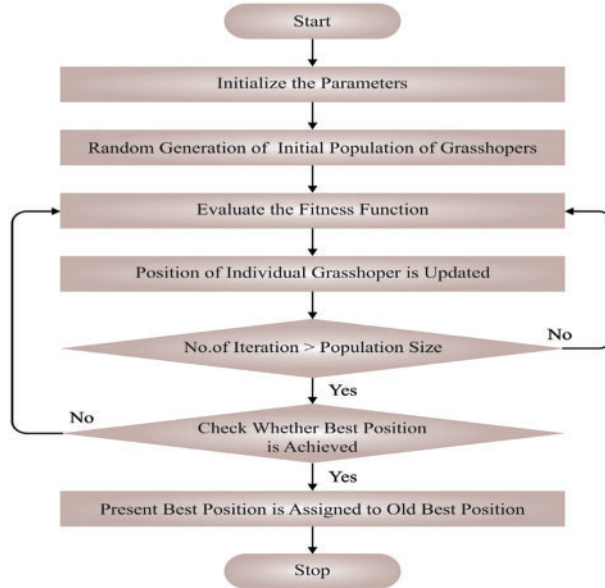 Start
Initialize the Parameters
Random Generation of Initial Population of Grasshopers
Evaluate the Fitness Function
Position of Individual Grasshoper is Updated
No.of Iteration > Population Size
No
Yes
No
Check Whether Best Position
is Achieved
Yes
Present Best Position is Assigned to Old Best Position
Stop